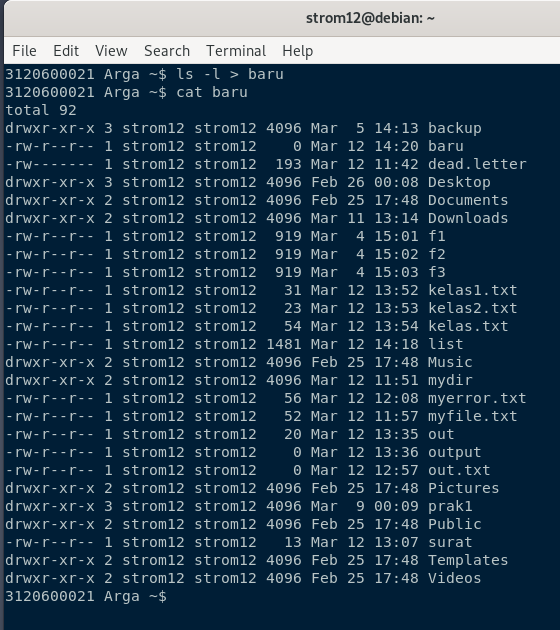 strom12@debian: ~
File Edit View Search Terminal Help
3120600021 Arga ~$ ls -l > baru
3120600021 Arga ~$ cat baru
total 92
drwxr-xr-x 3 strom12 strom12 4096 Mar  5 14:13 backup
-rw-r--r-- 1 strom12 strom12    0 Mar 12 14:20 baru
-rw------- 1 strom12 strom12  193 Mar 12 11:42 dead.letter
drwxr-xr-x 3 strom12 strom12 4096 Feb 26 00:08 Desktop
drwxr-xr-x 2 strom12 strom12 4096 Feb 25 17:48 Documents
drwxr-xr-x 2 strom12 strom12 4096 Mar 11 13:14 Downloads
-rw-r--r-- 1 strom12 strom12  919 Mar  4 15:01 f1
-rw-r--r-- 1 strom12 strom12  919 Mar  4 15:02 f2
-rw-r--r-- 1 strom12 strom12  919 Mar  4 15:03 f3
-rw-r--r-- 1 strom12 strom12   31 Mar 12 13:52 kelas1.txt
-rw-r--r-- 1 strom12 strom12   23 Mar 12 13:53 kelas2.txt
-rw-r--r-- 1 strom12 strom12   54 Mar 12 13:54 kelas.txt
-rw-r--r-- 1 strom12 strom12 1481 Mar 12 14:18 list
drwxr-xr-x 2 strom12 strom12 4096 Feb 25 17:48 Music
drwxr-xr-x 2 strom12 strom12 4096 Mar 12 11:51 mydir
-rw-r--r-- 1 strom12 strom12   56 Mar 12 12:08 myerror.txt
-rw-r--r-- 1 strom12 strom12   52 Mar 12 11:57 myfile.txt
-rw-r--r-- 1 strom12 strom12   20 Mar 12 13:35 out
-rw-r--r-- 1 strom12 strom12    0 Mar 12 13:36 output
-rw-r--r-- 1 strom12 strom12    0 Mar 12 12:57 out.txt
drwxr-xr-x 2 strom12 strom12 4096 Feb 25 17:48 Pictures
drwxr-xr-x 3 strom12 strom12 4096 Mar  9 00:09 prak1
drwxr-xr-x 2 strom12 strom12 4096 Feb 25 17:48 Public
-rw-r--r-- 1 strom12 strom12   13 Mar 12 13:07 surat
drwxr-xr-x 2 strom12 strom12 4096 Feb 25 17:48 Templates
drwxr-xr-x 2 strom12 strom12 4096 Feb 25 17:48 Videos
3120600021 Arga ~$